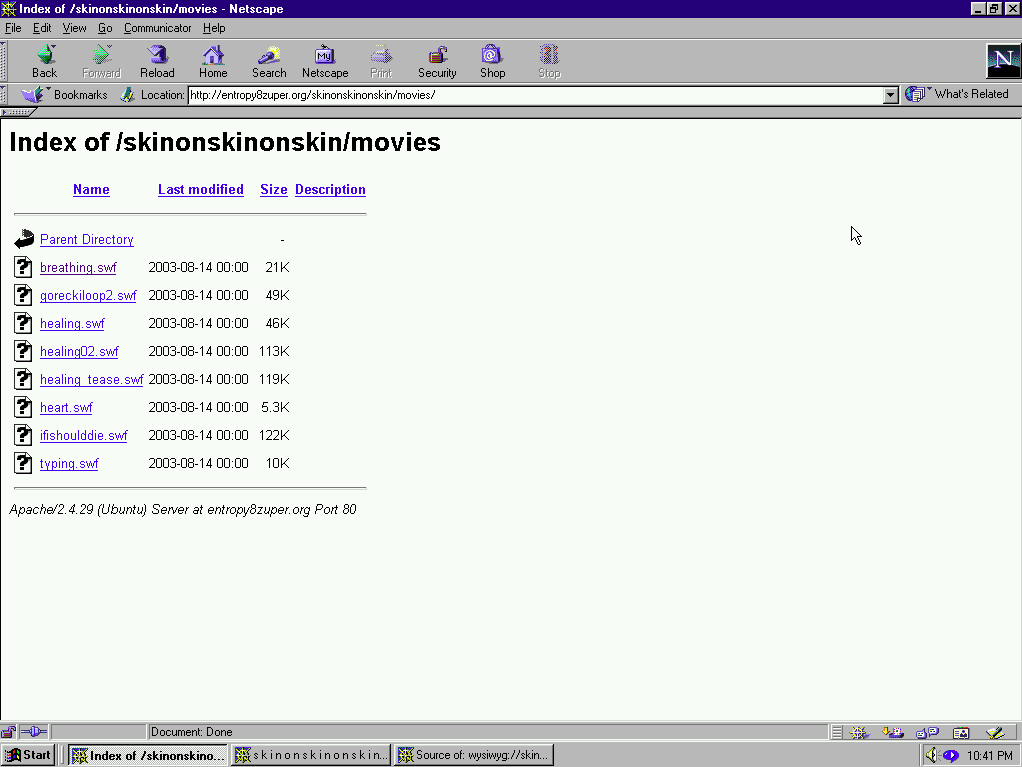 Index of /skinonskinonskin/movies - Netscape
File Edit View Go Communicator Help
Back Forward Reload Home Search Netscape Print Security Shop Stop
My
N
Bookmarks Location: http://entropy8zuper.org/skinonskinonskin/movies/ What's Related
Index of /skinonskinonskin/movies
Name Last modified Size Description
Parent Directory -
breathing.swf 2003-08-14 00:00 21K
goreckiloop2.swf 2003-08-14 00:00 49K
healing.swf 2003-08-14 00:00 46K
healing02.swf 2003-08-14 00:00 113K
healing_tease.swf 2003-08-14 00:00 119K
heart.swf 2003-08-14 00:00 5.3K
ifishoulddie.swf 2003-08-14 00:00 122K
typing.swf 2003-08-14 00:00 10K
Apache/2.4.29 (Ubuntu) Server at entropy8zuper.org Port 80
Document: Done
Start Index of /skinonskino... s k i n o n s k i n o n s k i n... Source of: wysiwyg://skin... 10:41 PM